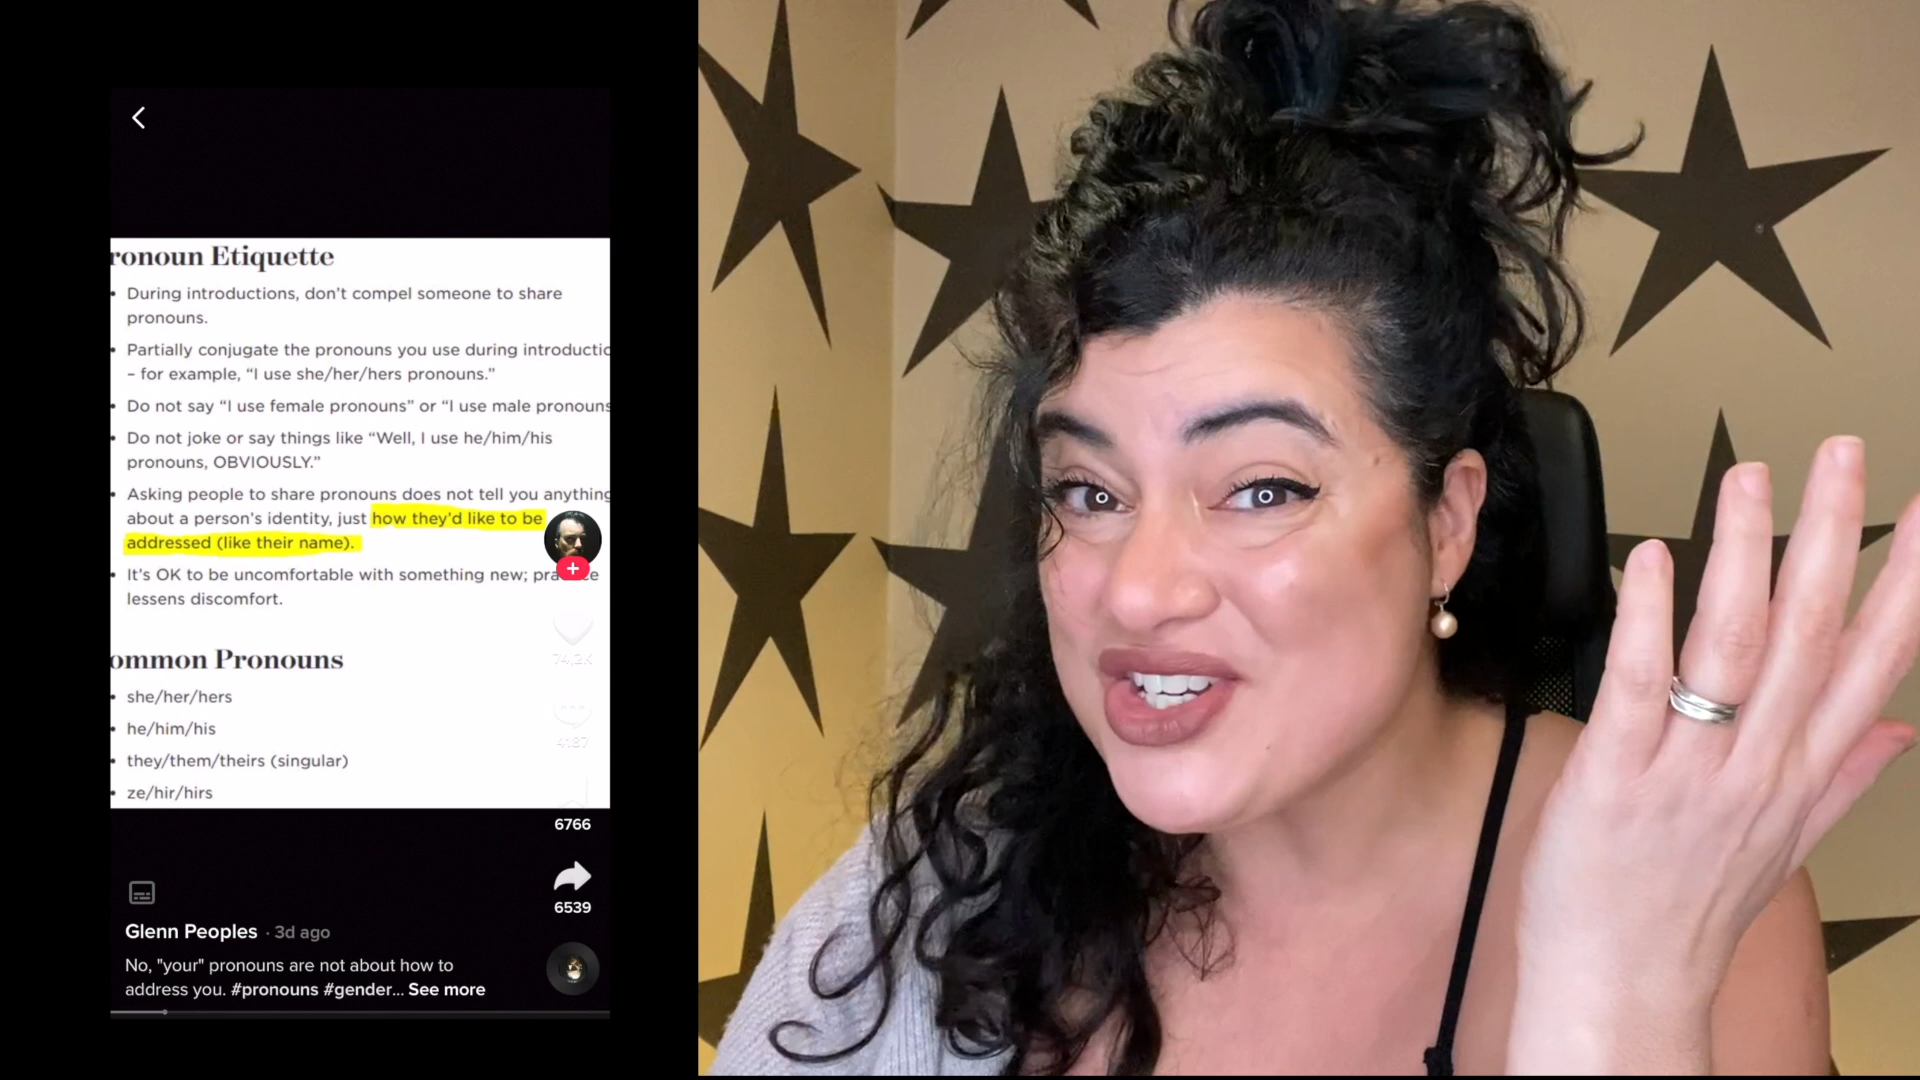 ronoun Etiquette
• During introductions, don't compel someone to share
pronouns.
• Partially conjugate the pronouns you use during introductio
– for example, "I use she/her/hers pronouns."
• Do not say "I use female pronouns" or "I use male pronouns
• Do not joke or say things like "Well, I use he/him/his
pronouns, OBVIOUSLY."
• Asking people to share pronouns does not tell you anything
about a person's identity, just how they'd like to be
addressed (like their name).
• It's OK to be uncomfortable with something new;
lessens discomfort.
ommon Pronouns
• she/her/hers
• he/him/his
• they/them/theirs (singular)
• ze/hir/hirs
74,2K
4187
6766
6539
Glenn Peoples · 3d ago
No, "your" pronouns are not about how to
address you. #pronouns #gender... See more